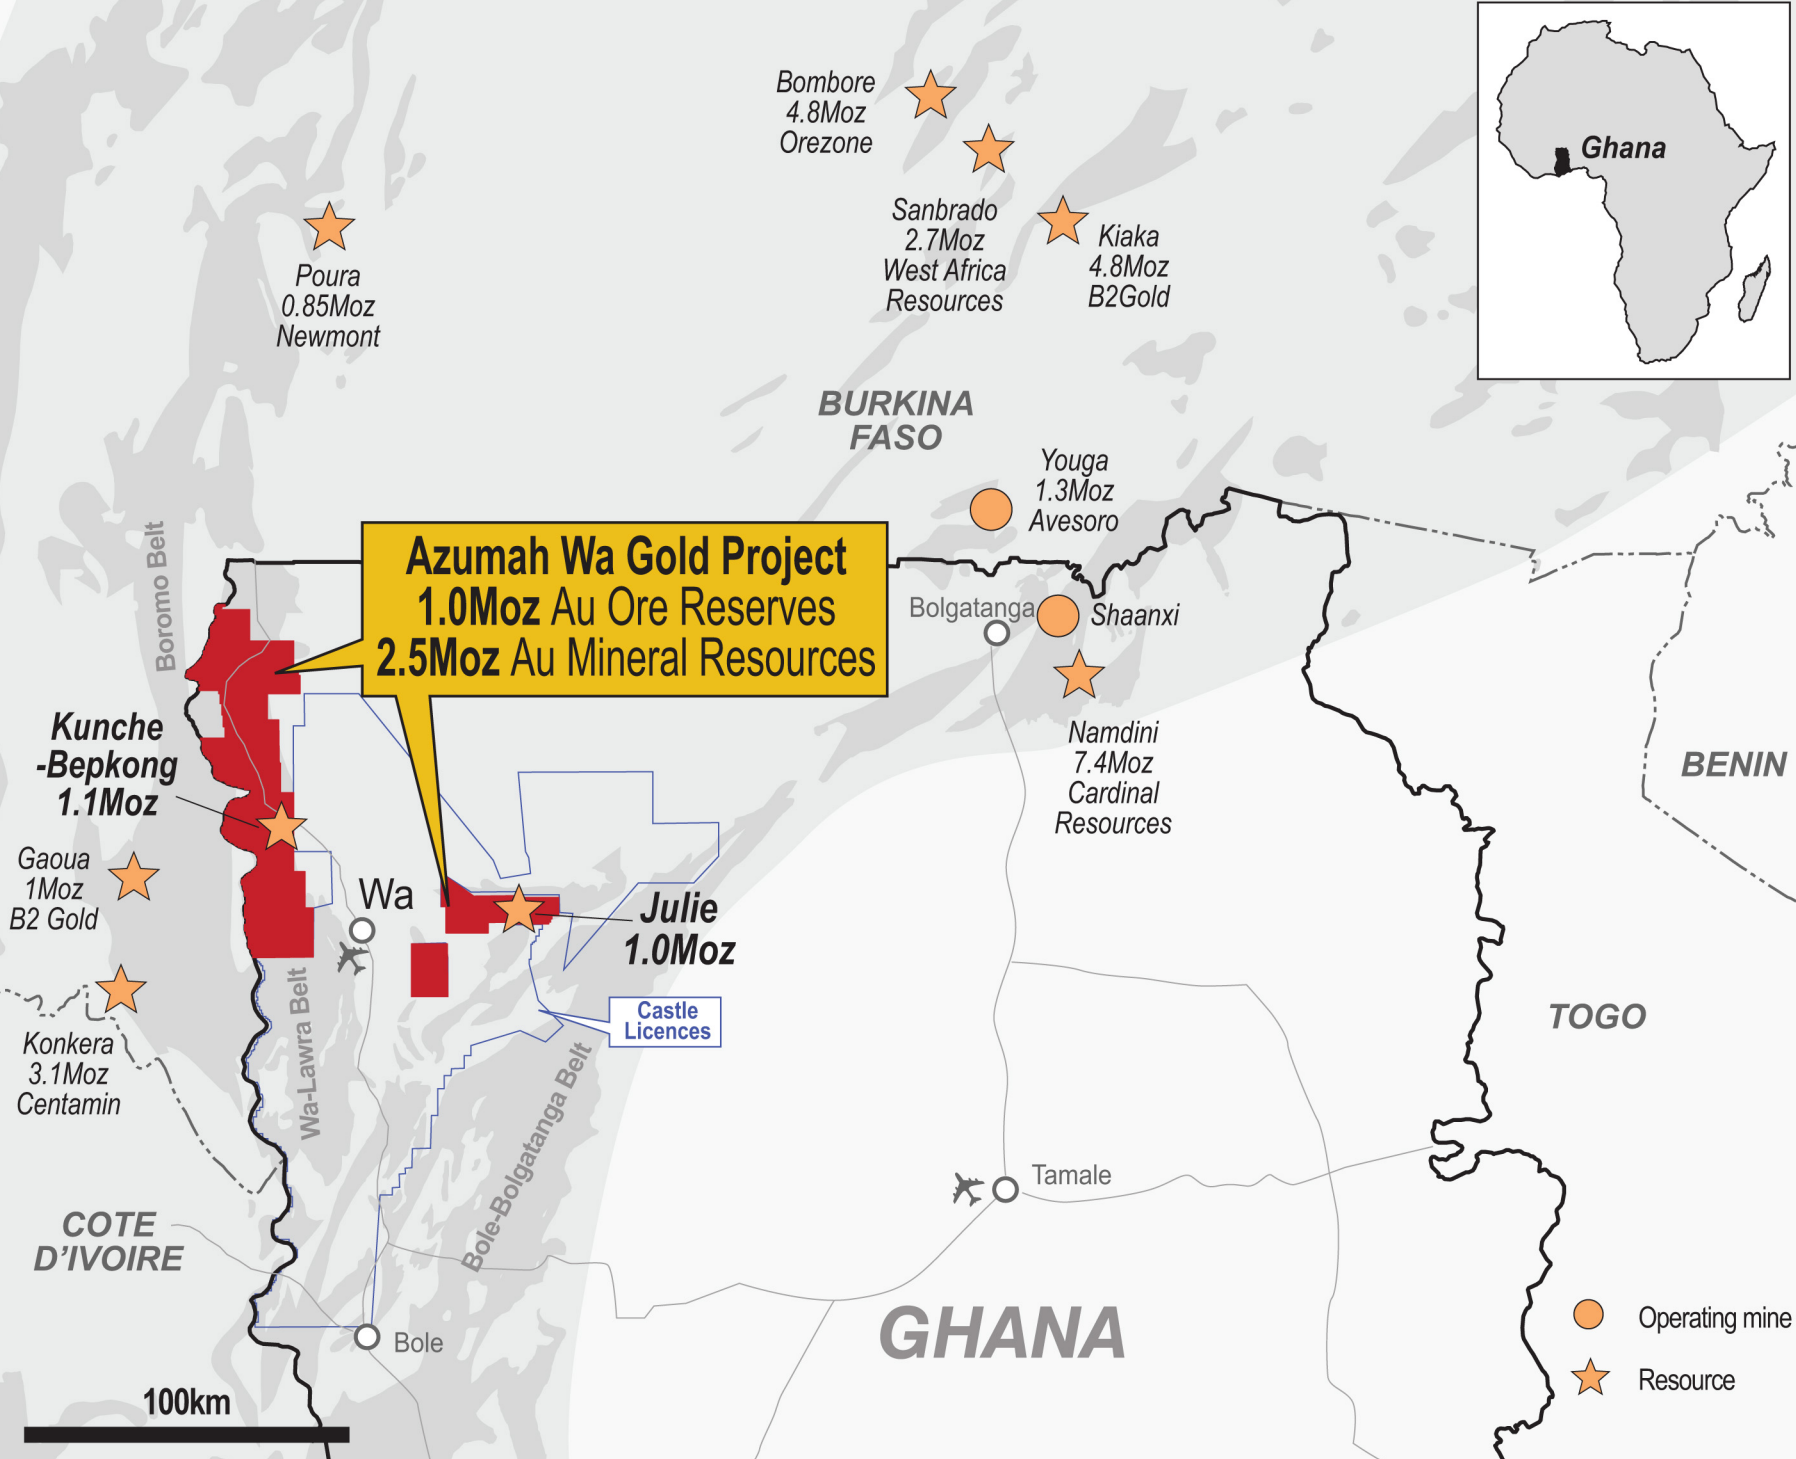 Bombore
4.8Moz
Orezone
Sanbrado
2.7Moz
West Africa
Resources
Kiaka
4.8Moz
B2Gold
Ghana
Poura
0.85Moz
Newmont
BURKINA
FASO
Youga
1.3Moz
Avesoro
Boromo Belt
Azumah Wa Gold Project
1.0Moz Au Ore Reserves
2.5Moz Au Mineral Resources
Bolgatanga
Shaanxi
Namdini
7.4Moz
Cardinal
Resources
BENIN
Kunche
-Bepkong
1.1Moz
Gaoua
1Moz
B2 Gold
Wa
Julie
1.0Moz
Castle
Licences
Konkera
3.1Moz
Centamin
Wa-Lawra Belt
Bole-Bolgatanga Belt
TOGO
Tamale
COTE
D'IVOIRE
GHANA
Bole
100km
Operating mine
Resource